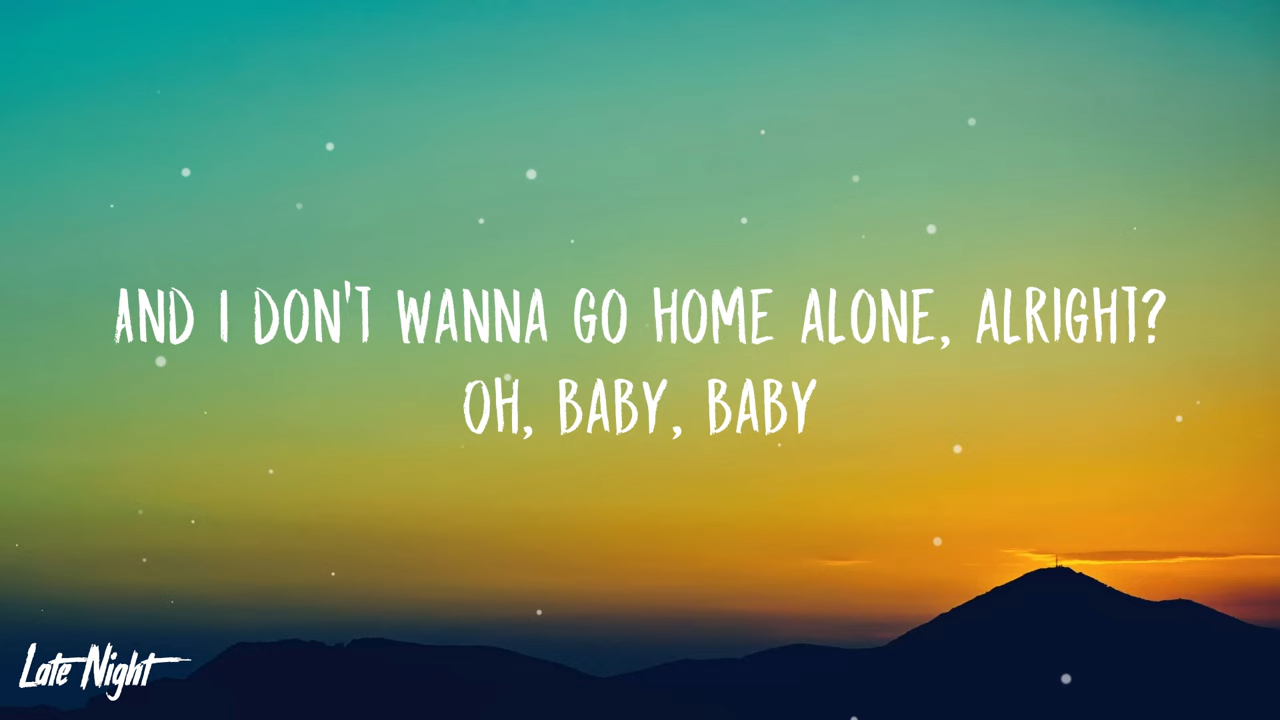 AND I DON'T WANNA GO HOME ALONE, ALRIGHT?
OH, BABY, BABY
Late Night